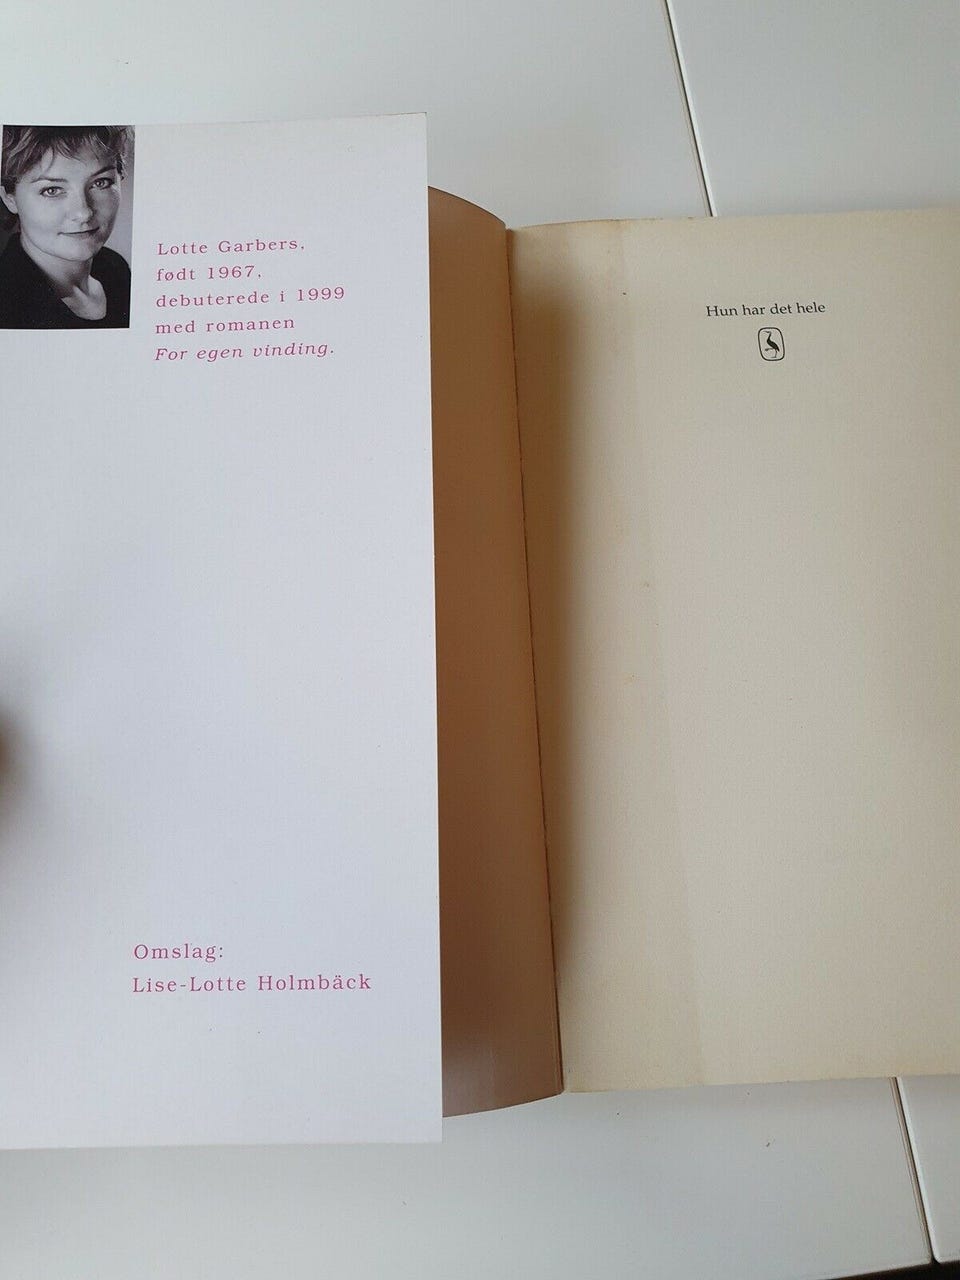 Lotte Garbers,
født 1967,
debuterede i 1999
med romanen
For egen vinding.
Omslag:
Lise-Lotte Holmbäck
Hun har det hele